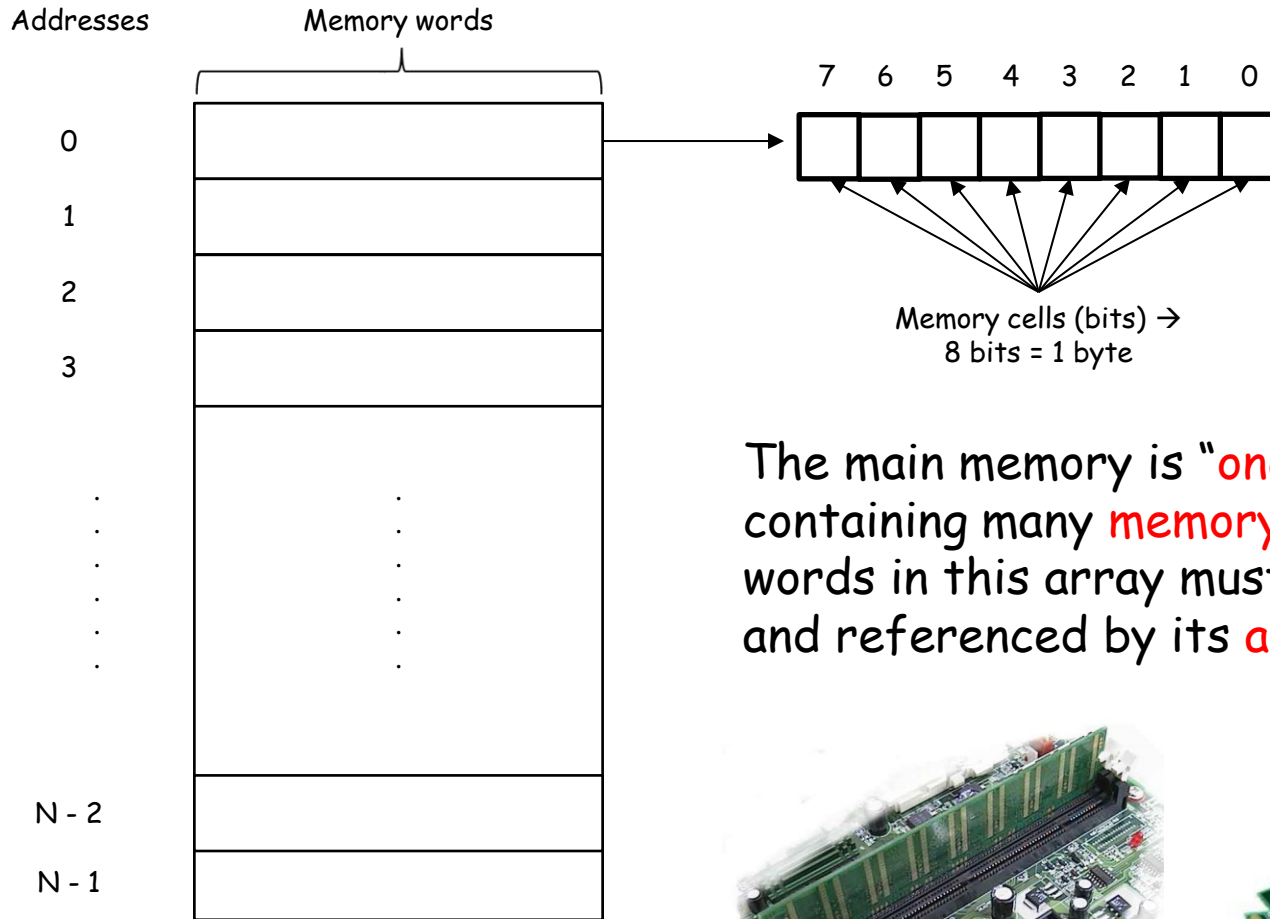 Addresses
Memory words
7 6 5 4 3 2 1 0
0
1
2
3
. .
. .
. .
. .
. .
. .
N - 2
N - 1
Memory cells (bits) →
8 bits = 1 byte
The main memory is “
containing many memory
words in this array must
and referenced by its